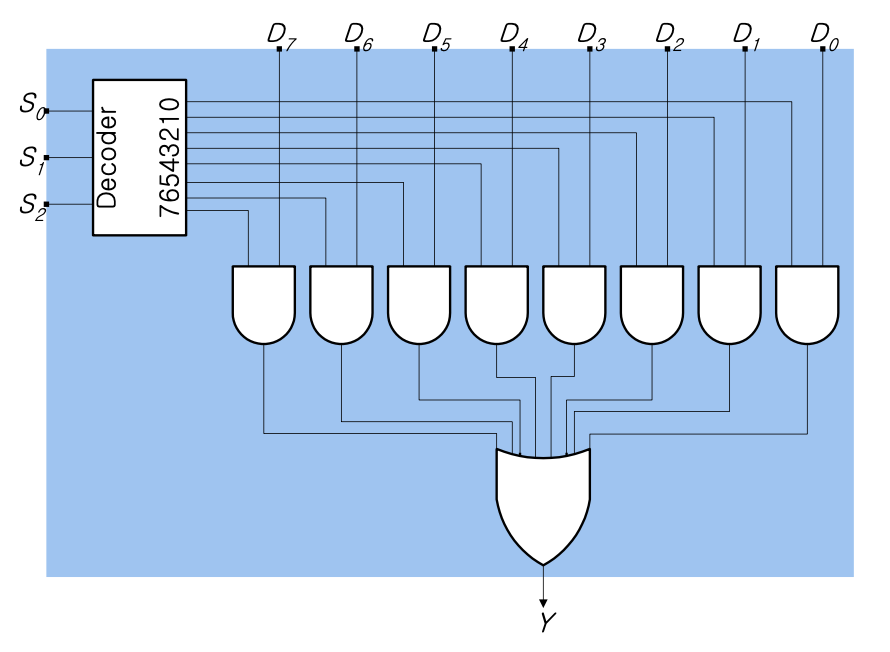 D7 D6 D5 D4 D3 D2 D1 D0
S0
S1
S2
Decoder
76543210
Y